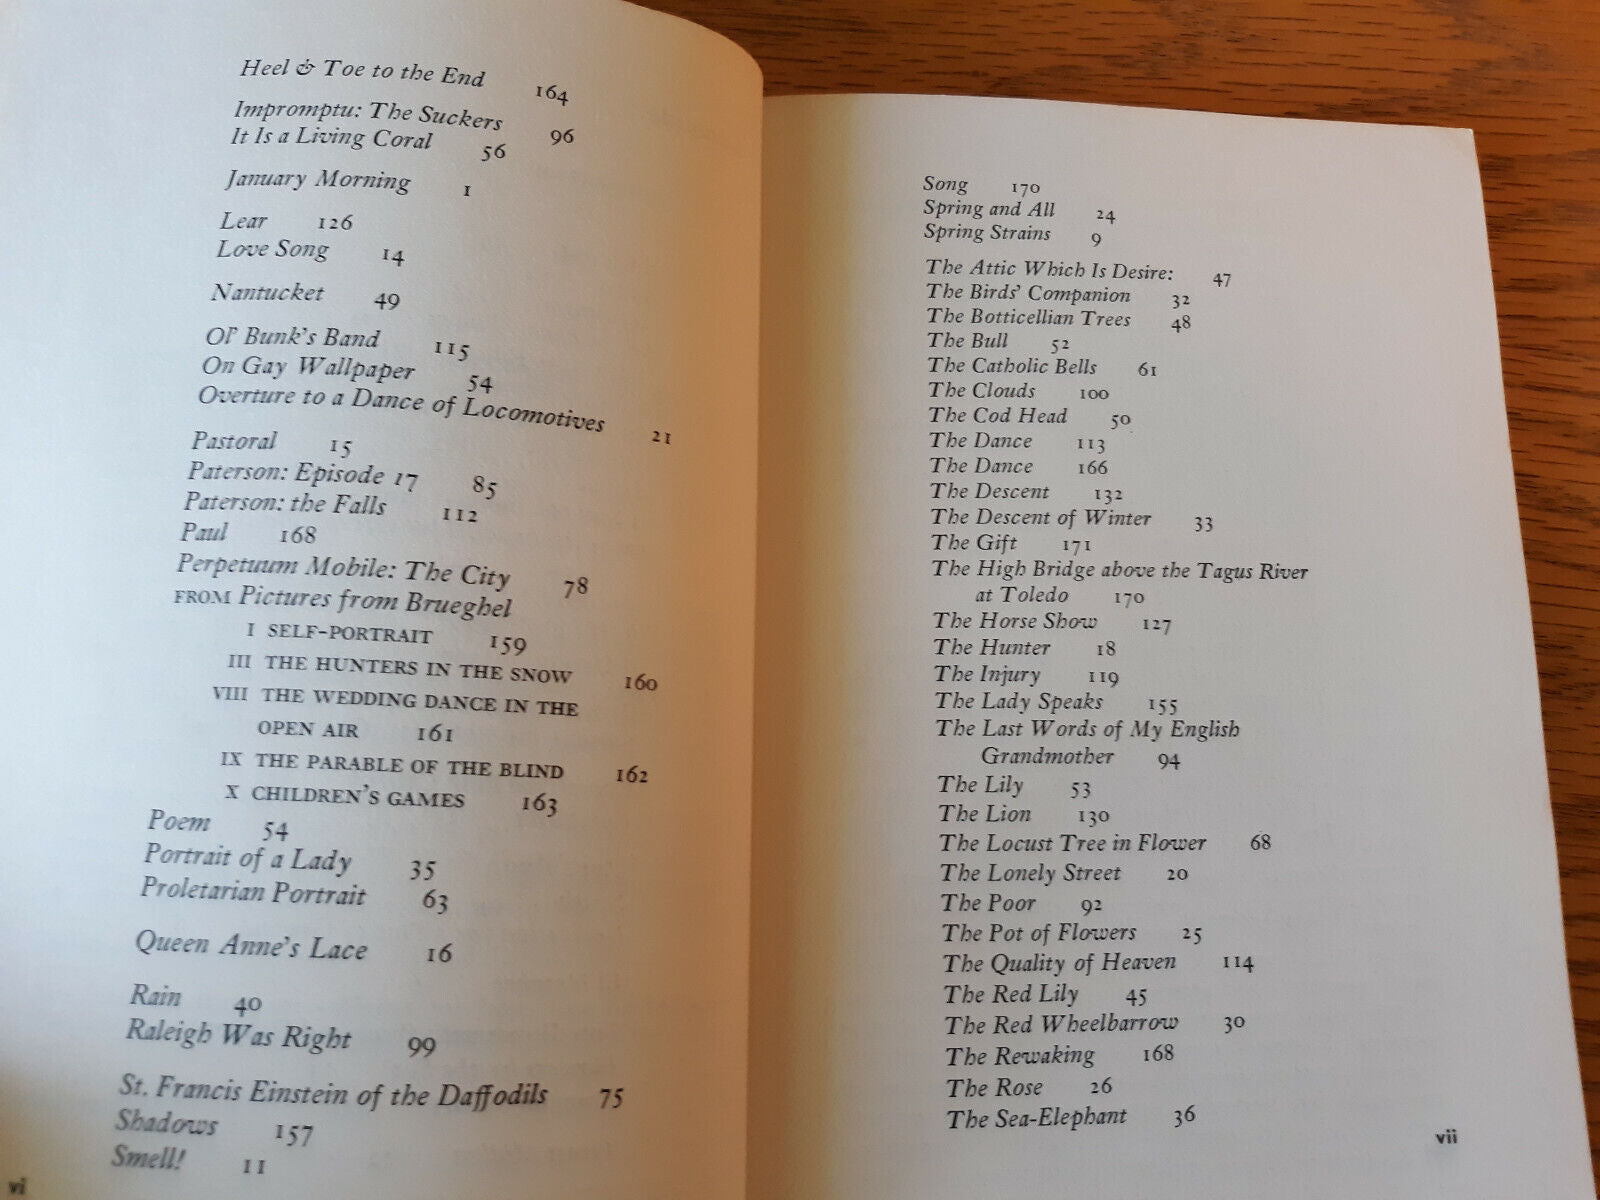 Heel & Toe to the End 164
Impromptu: The Suckers 96
It Is a Living Coral 56
January Morning 1
Lear 126
Love Song 14
Nantucket 49
Ol' Bunk's Band 115
On Gay Wallpaper 54
Overture to a Dance of Locomotives 21
Pastoral 15
Paterson: Episode 17 85
Paterson: the Falls 112
Paul 168
Perpetuum Mobile: The City 78
FROM Pictures from Brueghel
I SELF-PORTRAIT 159
III THE HUNTERS IN THE SNOW 160
VIII THE WEDDING DANCE IN THE
OPEN AIR 161
IX THE PARABLE OF THE BLIND 162
X CHILDREN'S GAMES 163
Poem 54
Portrait of a Lady 35
Proletarian Portrait 63
Queen Anne's Lace 16
Rain 40
Raleigh Was Right 99
St. Francis Einstein of the Daffodils 75
Shadows 157
Smell! 11
vi
Song 170
Spring and All 24
Spring Strains 9
The Attic Which Is Desire: 47
The Birds' Companion 32
The Botticellian Trees 48
The Bull 52
The Catholic Bells 61
The Clouds 100
The Cod Head 50
The Dance 113
The Dance 166
The Descent 132
The Descent of Winter 33
The Gift 171
The High Bridge above the Tagus River
at Toledo 170
The Horse Show 127
The Hunter 18
The Injury 119
The Lady Speaks 155
The Last Words of My English
Grandmother 94
The Lily 53
The Lion 130
The Locust Tree in Flower 68
The Lonely Street 20
The Poor 92
The Pot of Flowers 25
The Quality of Heaven 114
The Red Lily 45
The Red Wheelbarrow 30
The Rewaking 168
The Rose 26
The Sea-Elephant 36
vii